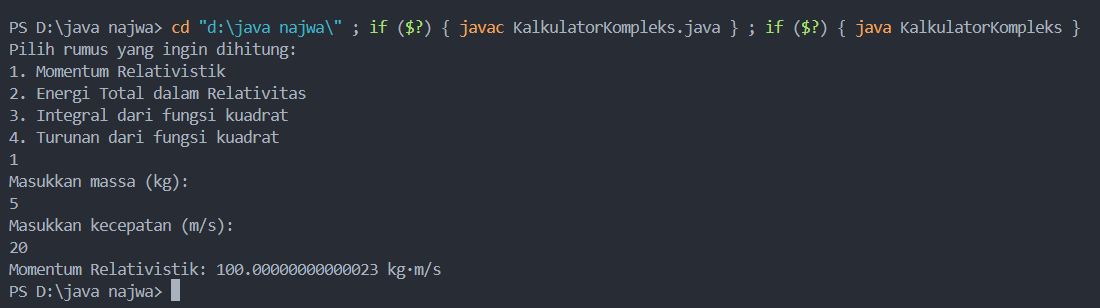 PS D:\java najwa> cd "d:\java najwa\" ; if ($?) { javac KalkulatorKompleks.java } ; if ($?) { java KalkulatorKompleks }
Pilih rumus yang ingin dihitung:
1. Momentum Relativistik
2. Energi Total dalam Relativitas
3. Integral dari fungsi kuadrat
4. Turunan dari fungsi kuadrat
1
Masukkan massa (kg):
5
Masukkan kecepatan (m/s):
20
Momentum Relativistik: 100.00000000000023 kg·m/s
PS D:\java najwa>